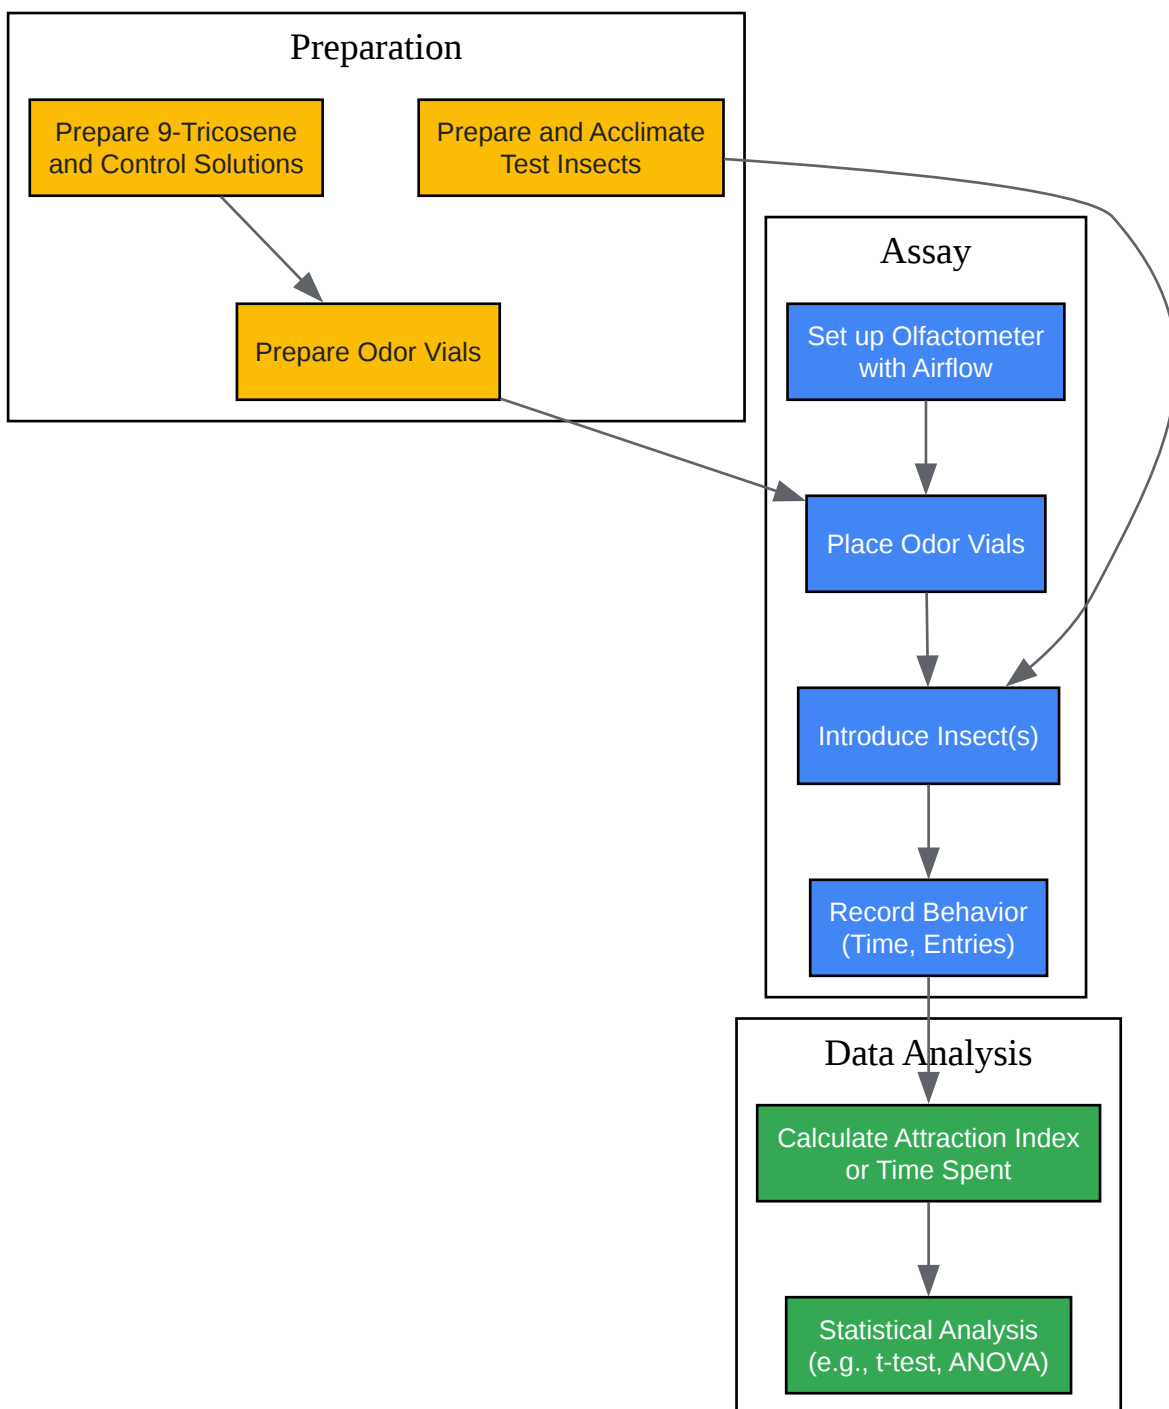 Preparation
Prepare 9-Tricosene
and Control Solutions
Prepare and Acclimate
Test Insects
Prepare Odor Vials
Assay
Set up Olfactometer
with Airflow
Place Odor Vials
Introduce Insect(s)
Record Behavior
(Time, Entries)
Data Analysis
Calculate Attraction Index
or Time Spent
Statistical Analysis
(e.g., t-test, ANOVA)